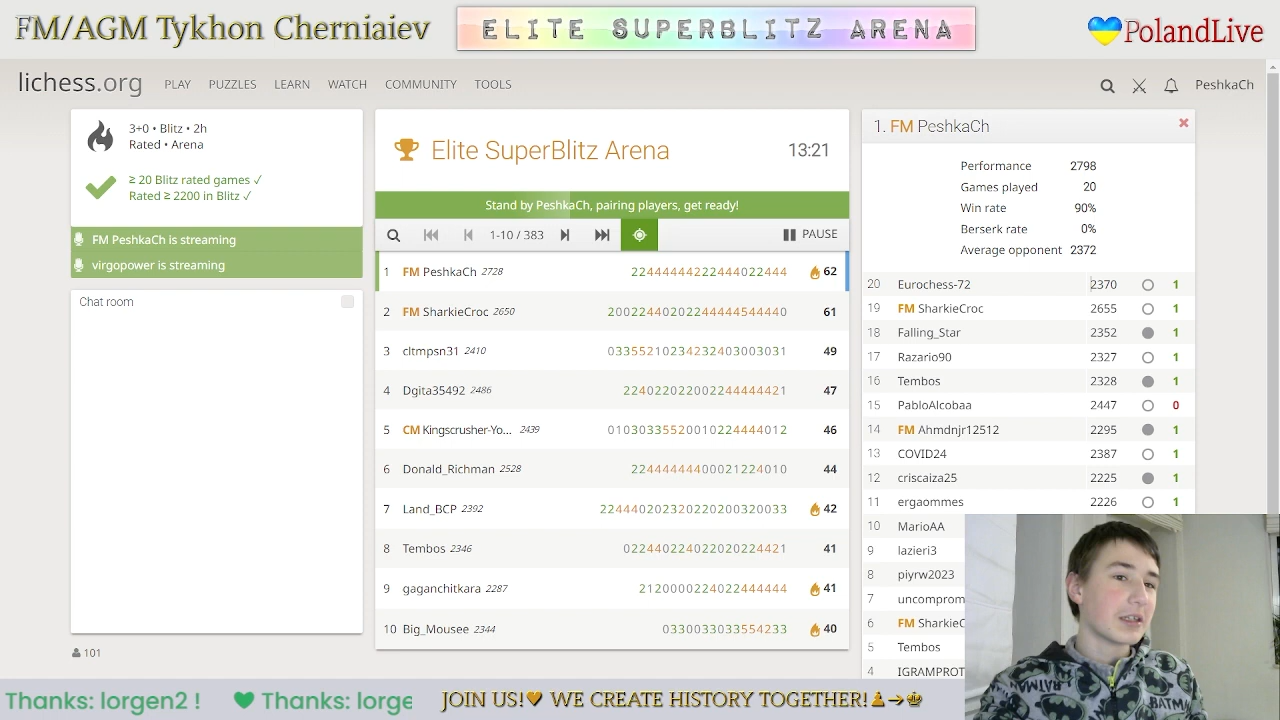 FM/AGM Tykhon Cherniaiev
ELITE SUPERBLITZ ARENA
PolandLive
lichess.org
PLAY
PUZZLES
LEARN
WATCH
COMMUNITY
TOOLS
PeshkaCh
3+0 • Blitz • 2h
Rated • Arena
≥ 20 Blitz rated games ✓
Rated ≥ 2200 in Blitz ✓
FM PeshkaCh is streaming
virgopower is streaming
Chat room
101
Elite SuperBlitz Arena
13:21
Stand by PeshkaCh, pairing players, get ready!
1-10 / 383
PAUSE
1 FM PeshkaCh 2728 22444444222444022444 62
2 FM SharkieCroc 2650 20022440202244444544440 61
3 cltmpsn31 2410 03355210234232403003031 49
4 Dgita35492 2486 224022022002244444421 47
5 CM Kingscrusher-Yo... 2439 01030335520010224444012 46
6 Donald_Richman 2528 22444444400021224010 44
7 Land_BCP 2392 224440202320220200320033 42
8 Tembos 2346 022440224022020224421 41
9 gaganchitkara 2287 2120000224022444444 41
10 Big_Mousee 2344 0330033033554233 40
1. FM PeshkaCh
Performance 2798
Games played 20
Win rate 90%
Berserk rate 0%
Average opponent 2372
20 Eurochess-72 2370 1
19 FM SharkieCroc 2655 1
18 Falling_Star 2352 1
17 Razario90 2327 1
16 Tembos 2328 1
15 PabloAlcobaa 2447 0
14 FM Ahmdnjr12512 2295 1
13 COVID24 2387 1
12 criscaiza25 2225 1
11 ergaommes 2226 1
10 MarioAA
9 lazieri3
8 piyrw2023
7 uncomprom
6 FM SharkieC
5 Tembos
4 IGRAMPROT
BATMAN
Thanks: lorgen2 ! Thanks: lorge
JOIN US! WE CREATE HISTORY TOGETHER!